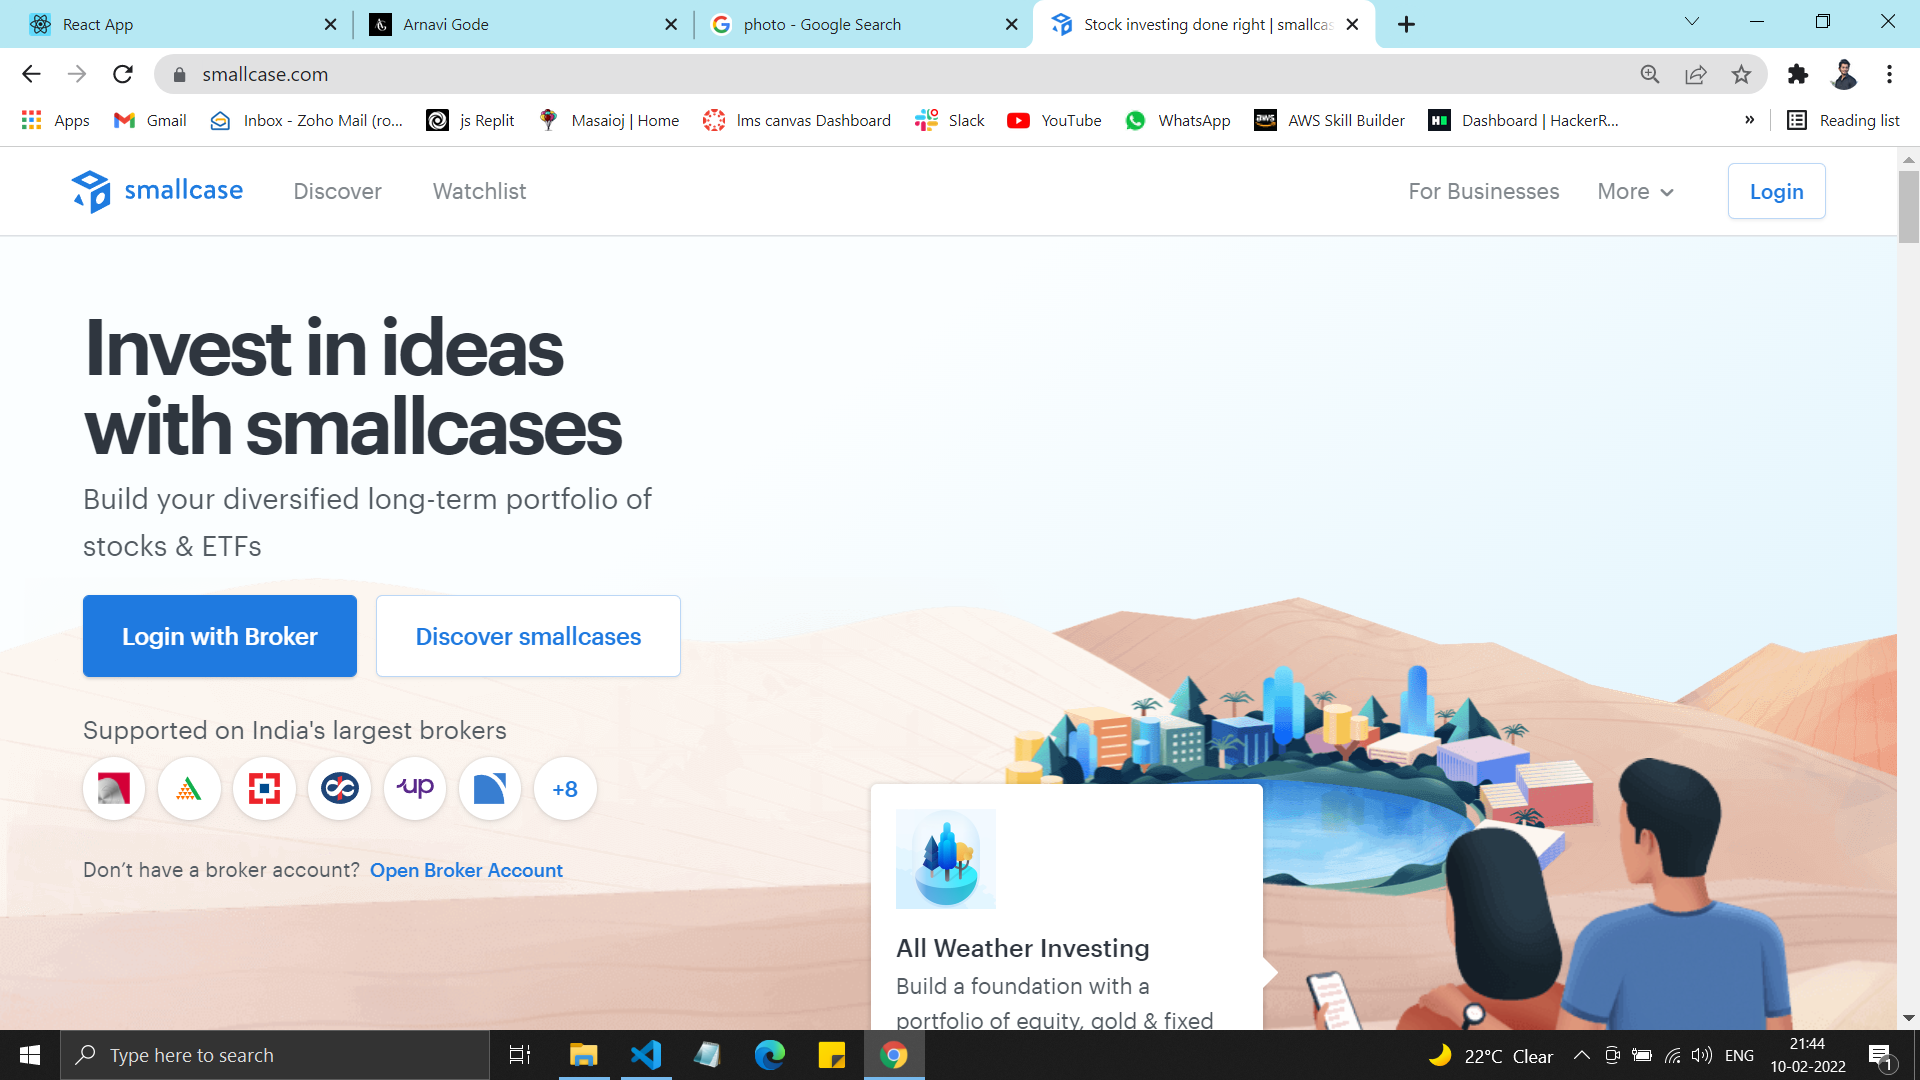 React App
Arnavi Gode
photo - Google Search
Stock investing done right | smallcas
smallcase.com
Apps
Gmail
Inbox - Zoho Mail (ro...
js Replit
Masaioj | Home
lms canvas Dashboard
Slack
YouTube
WhatsApp
aws
AWS Skill Builder
Dashboard | HackerR...
»
Reading list
smallcase
Discover
Watchlist
For Businesses
More
Login
Invest in ideas
with smallcases
Build your diversified long-term portfolio of
stocks & ETFs
Login with Broker
Discover smallcases
Supported on India's largest brokers
up
+8
Don’t have a broker account? Open Broker Account
All Weather Investing
Build a foundation with a
portfolio of equity, gold & fixed
Type here to search
22°C Clear
ENG
21:44
10-02-2022
1